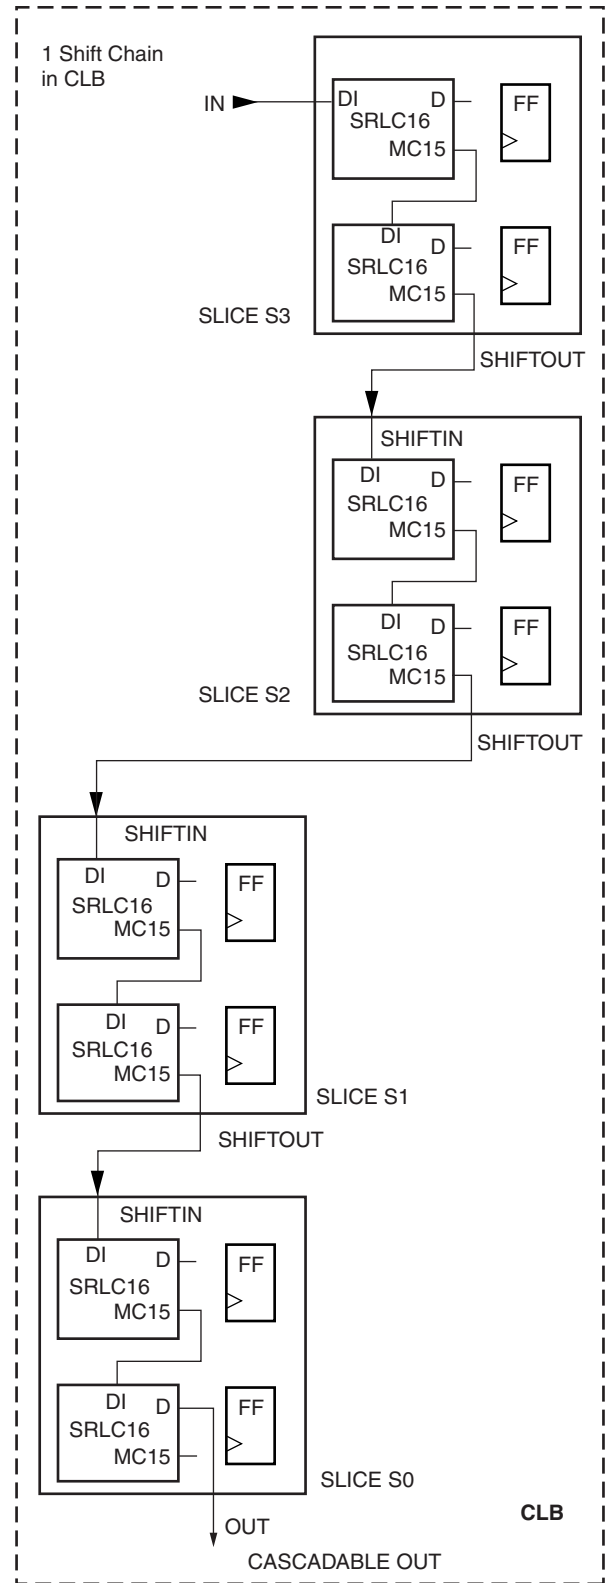 1 Shift Chain
in CLB
IN
DI
D
SRLC16
MC15
FF
DI
D
SRLC16
MC15
FF
SLICE S3
SHIFTOUT
SHIFTIN
DI
D
SRLC16
MC15
FF
DI
D
SRLC16
MC15
FF
SLICE S2
SHIFTOUT
SHIFTIN
DI
D
SRLC16
MC15
FF
DI
D
SRLC16
MC15
FF
SLICE S1
SHIFTOUT
SHIFTIN
DI
D
SRLC16
MC15
FF
DI
D
SRLC16
MC15
FF
SLICE S0
OUT
CLB
CASCADABLE OUT